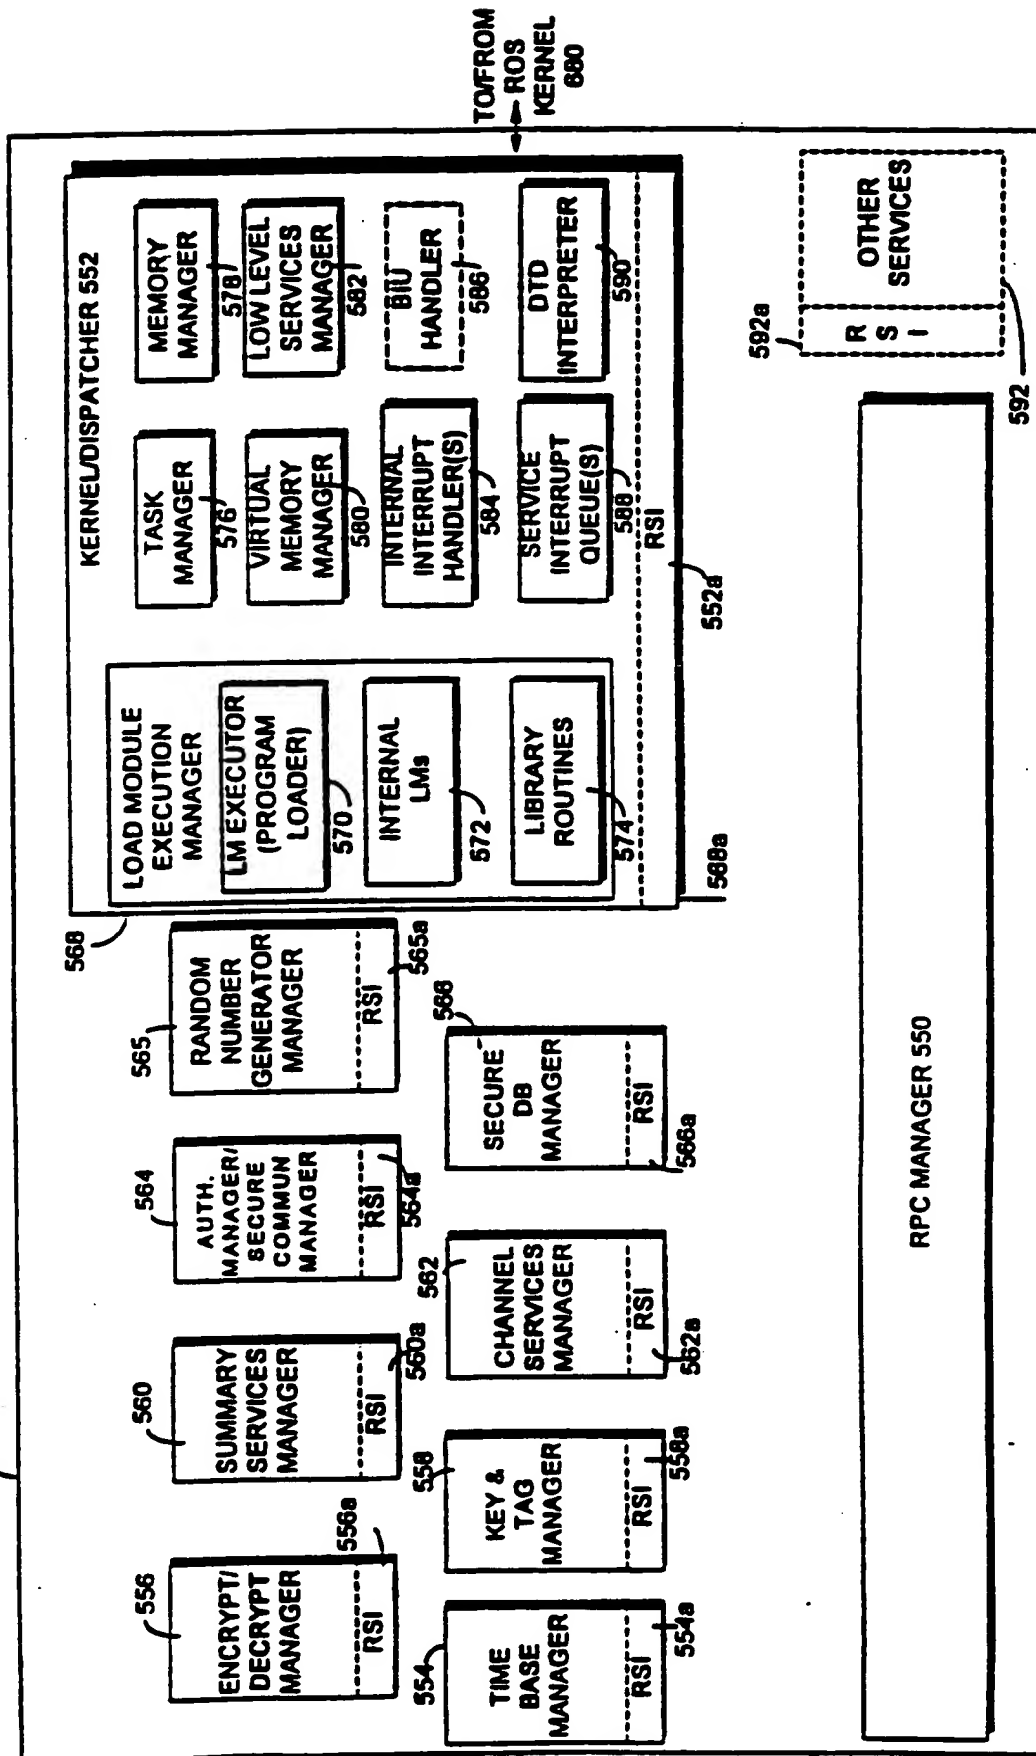 TO/FROM
ROS
KERNEL
680
KERNEL/DISPATCHER 552
568
LOAD MODULE
EXECUTION
MANAGER
LM EXECUTOR
(PROGRAM
LOADER)
570
INTERNAL
LMs
572
LIBRARY
ROUTINES
574
TASK
MANAGER
576
MEMORY
MANAGER
578
VIRTUAL
MEMORY
MANAGER
580
LOW LEVEL
SERVICES
MANAGER
582
INTERNAL
INTERRUPT
HANDLER(S)
584
BIU
HANDLER
586
SERVICE
INTERRUPT
QUEUE(S)
588
DTD
INTERPRETER
590
RSI
552a
588a
556
ENCRYPT/
DECRYPT
MANAGER
RSI
556a
560
SUMMARY
SERVICES
MANAGER
RSI
560a
564
AUTH.
MANAGER/
SECURE
COMMUN
MANAGER
RSI
564a
565
RANDOM
NUMBER
GENERATOR
MANAGER
RSI
565a
554
TIME
BASE
MANAGER
RSI
554a
558
KEY &
TAG
MANAGER
RSI
558a
562
CHANNEL
SERVICES
MANAGER
RSI
562a
566
SECURE
DB
MANAGER
RSI
566a
592a
R
S
I
OTHER
SERVICES
592
RPC MANAGER 550